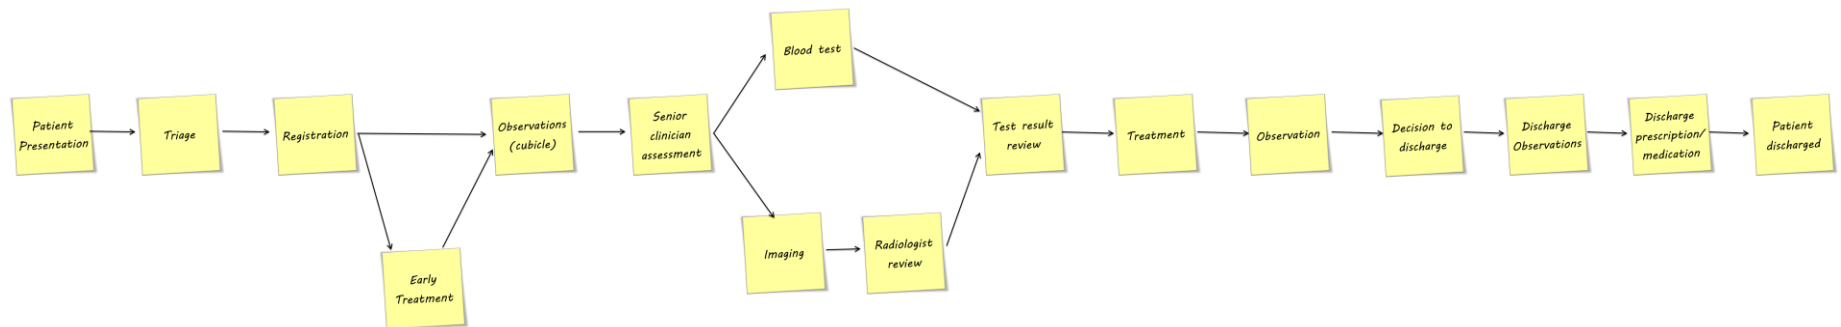 Patient
Presentation
Triage
Registration
Early
Treatment
Observations
(cubicle)
Senior
clinician
assessment
Blood test
Imaging
Radiologist
review
Test result
review
Treatment
Observation
Decision to
discharge
Discharge
Observations
Discharge
prescription/
medication
Patient
discharged